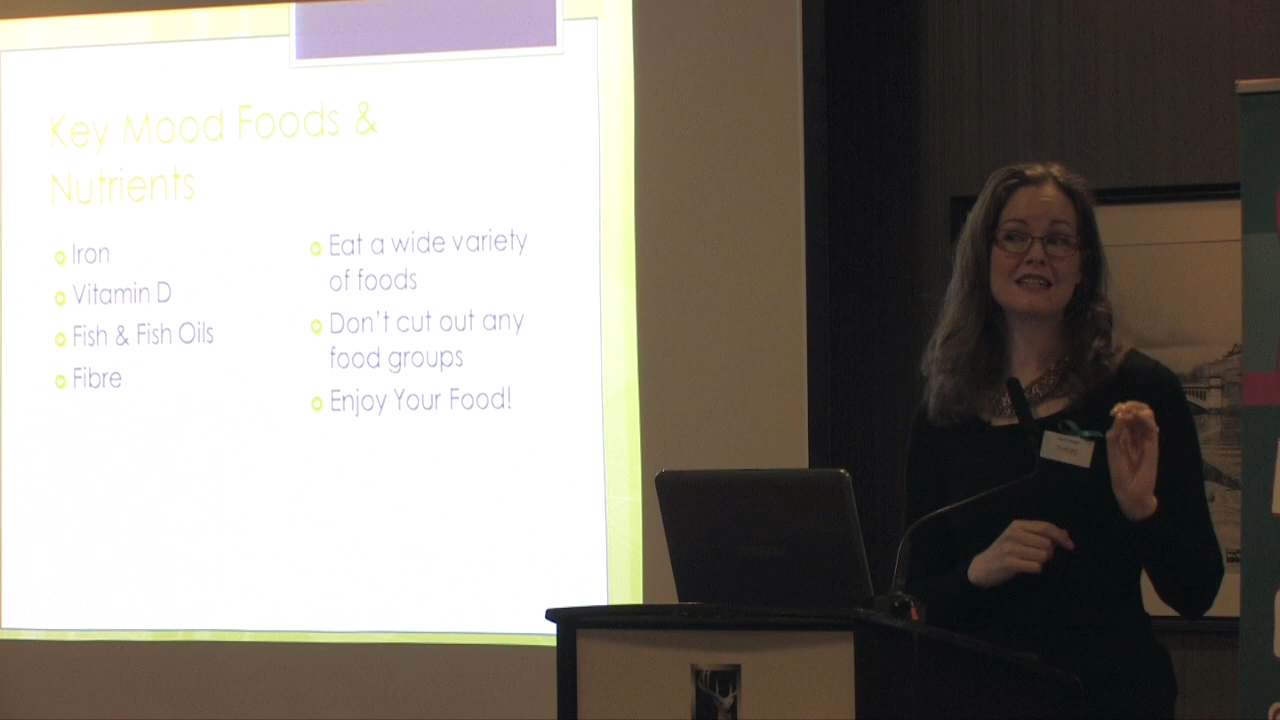 Key Mood Foods &
Nutrients
Iron
Vitamin D
Fish & Fish Oils
Fibre
Eat a wide variety
of foods
Don't cut out any
food groups
Enjoy Your Food!